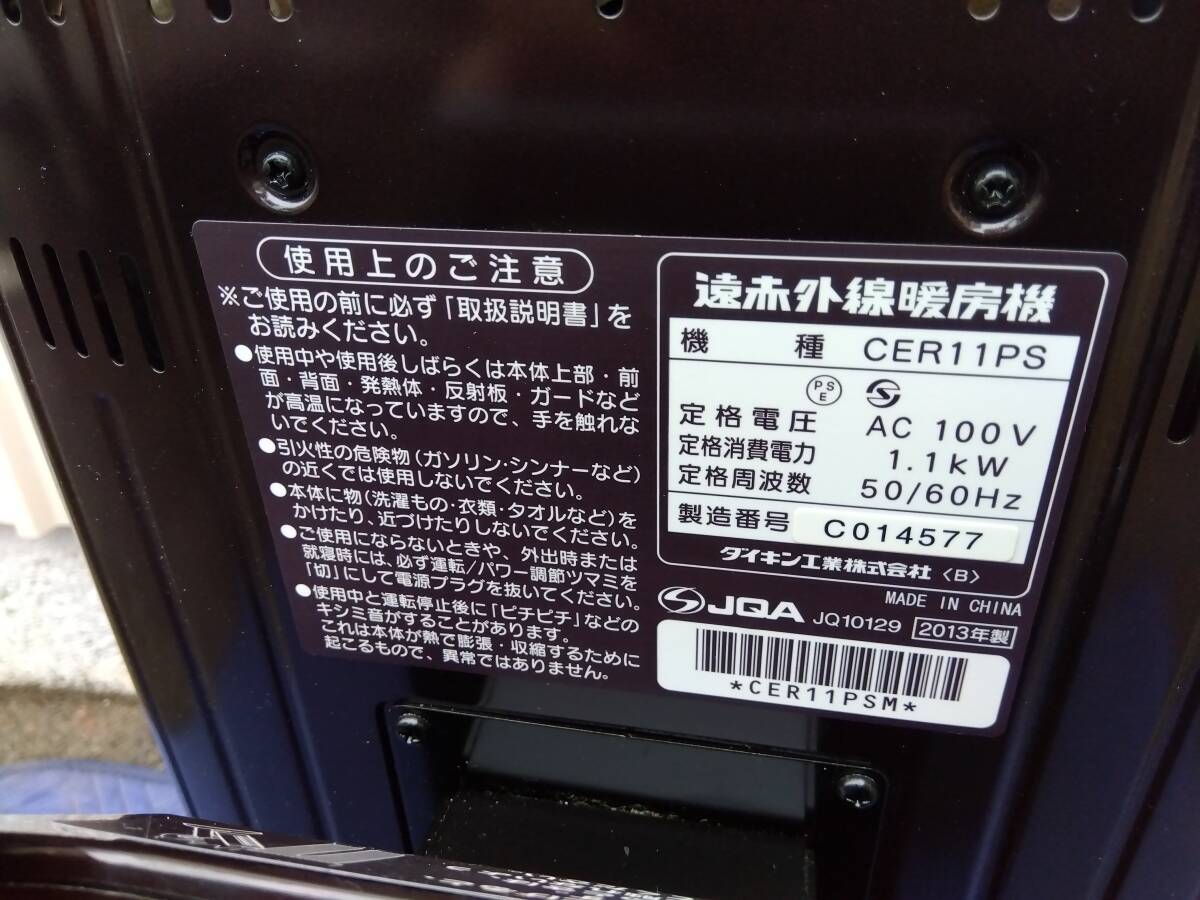 使用上のご注意
※ご使用の前に必ず「取扱説明書」を
お読みください。
●使用中や使用後しばらくは本体上部・前
面・背面・発熱体・反射板・ガードなど
が高温になっていますので、手を触れな
いでください。
●引火性の危険物(ガソリン・シンナーなど)
の近くでは使用しないでください。
●本体に物(洗濯もの・衣類・タオルなど)を
かけたり、近づけたりしないでください。
●ご使用にならないときや、外出時または
就寝時には、必ず運転/パワー調節ツマミを
「切」にして電源プラグを抜いてください。
●使用中と運転停止後に「ピチピチ」などの
キシミ音がすることがあります。
これは本体が熱で膨張・収縮するために
起こるもので、異常ではありません。
遠赤外線暖房機
機種 CER11PS
PSE
定格電圧 AC 100V
定格消費電力 1.1kW
定格周波数 50/60Hz
製造番号 C014577
ダイキン工業株式会社 〈B〉
MADE IN CHINA
JQA JQ10129 2013年製
*CER11PSM*